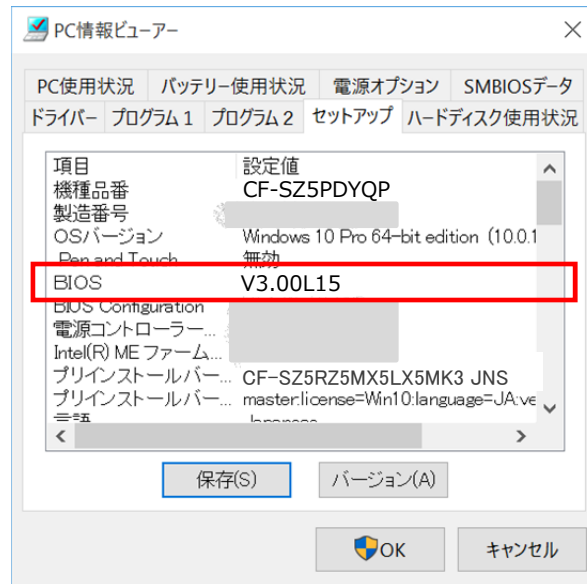 PC情報ビューアー
PC使用状況 バッテリー使用状況 電源オプション SMBIOSデータ
ドライバー プログラム1 プログラム2 セットアップ ハードディスク使用状況
項目 設定値
機種品番 CF-SZ5PDYQP
製造番号
OSバージョン Windows 10 Pro 64-bit edition (10.0.1
Pen and Touch 無効
BIOS V3.00L15
BIOS Configuration
電源コントローラー...
Intel(R) ME ファーム...
プリインストールバー... CF-SZ5RZ5MX5LX5MK3 JNS
プリインストールバー... master:license=Win10:language=JA:ve
言語 Japanese
保存(S) バージョン(A)
OK キャンセル